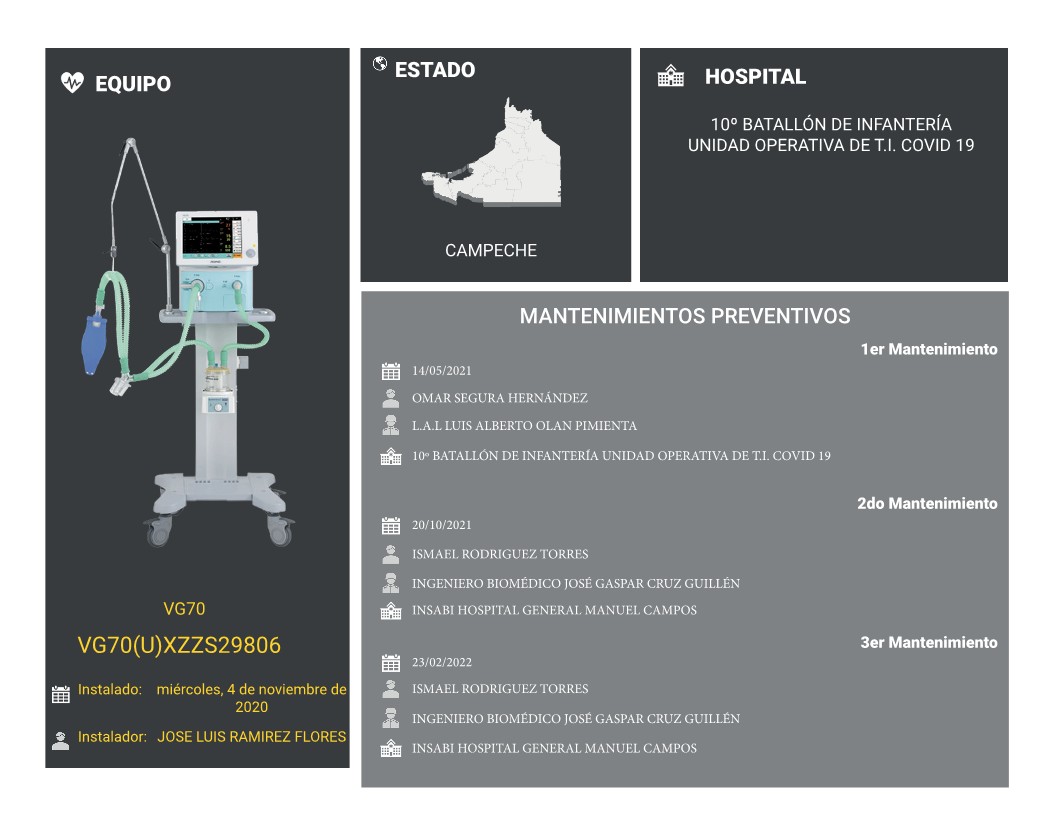 EQUIPO
VG70
VG70(U)XZZS29806
Instalado: miércoles, 4 de noviembre de
2020
Instalador: JOSE LUIS RAMIREZ FLORES
ESTADO
CAMPECHE
HOSPITAL
10º BATALLÓN DE INFANTERÍA
UNIDAD OPERATIVA DE T.I. COVID 19
MANTENIMIENTOS PREVENTIVOS
1er Mantenimiento
14/05/2021
OMAR SEGURA HERNÁNDEZ
L.A.L LUIS ALBERTO OLAN PIMIENTA
10º BATALLÓN DE INFANTERÍA UNIDAD OPERATIVA DE T.I. COVID 19
2do Mantenimiento
20/10/2021
ISMAEL RODRIGUEZ TORRES
INGENIERO BIOMÉDICO JOSÉ GASPAR CRUZ GUILLÉN
INSABI HOSPITAL GENERAL MANUEL CAMPOS
3er Mantenimiento
23/02/2022
ISMAEL RODRIGUEZ TORRES
INGENIERO BIOMÉDICO JOSÉ GASPAR CRUZ GUILLÉN
INSABI HOSPITAL GENERAL MANUEL CAMPOS